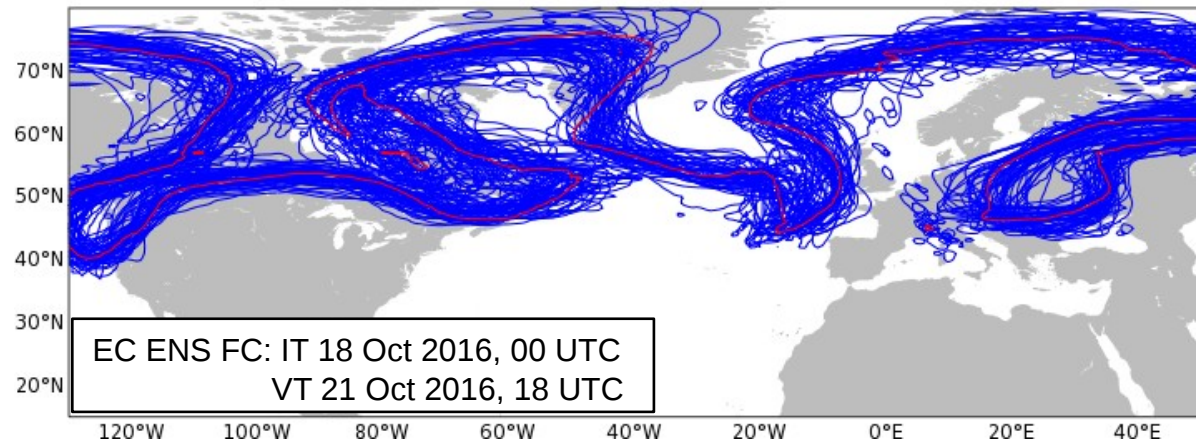 70°N
60°N
50°N
40°N
30°N
20°N
EC ENS FC: IT 18 Oct 2016, 00 UTC
VT 21 Oct 2016, 18 UTC
120°W 100°W 80°W 60°W 40°W 20°W 0°E 20°E 40°E